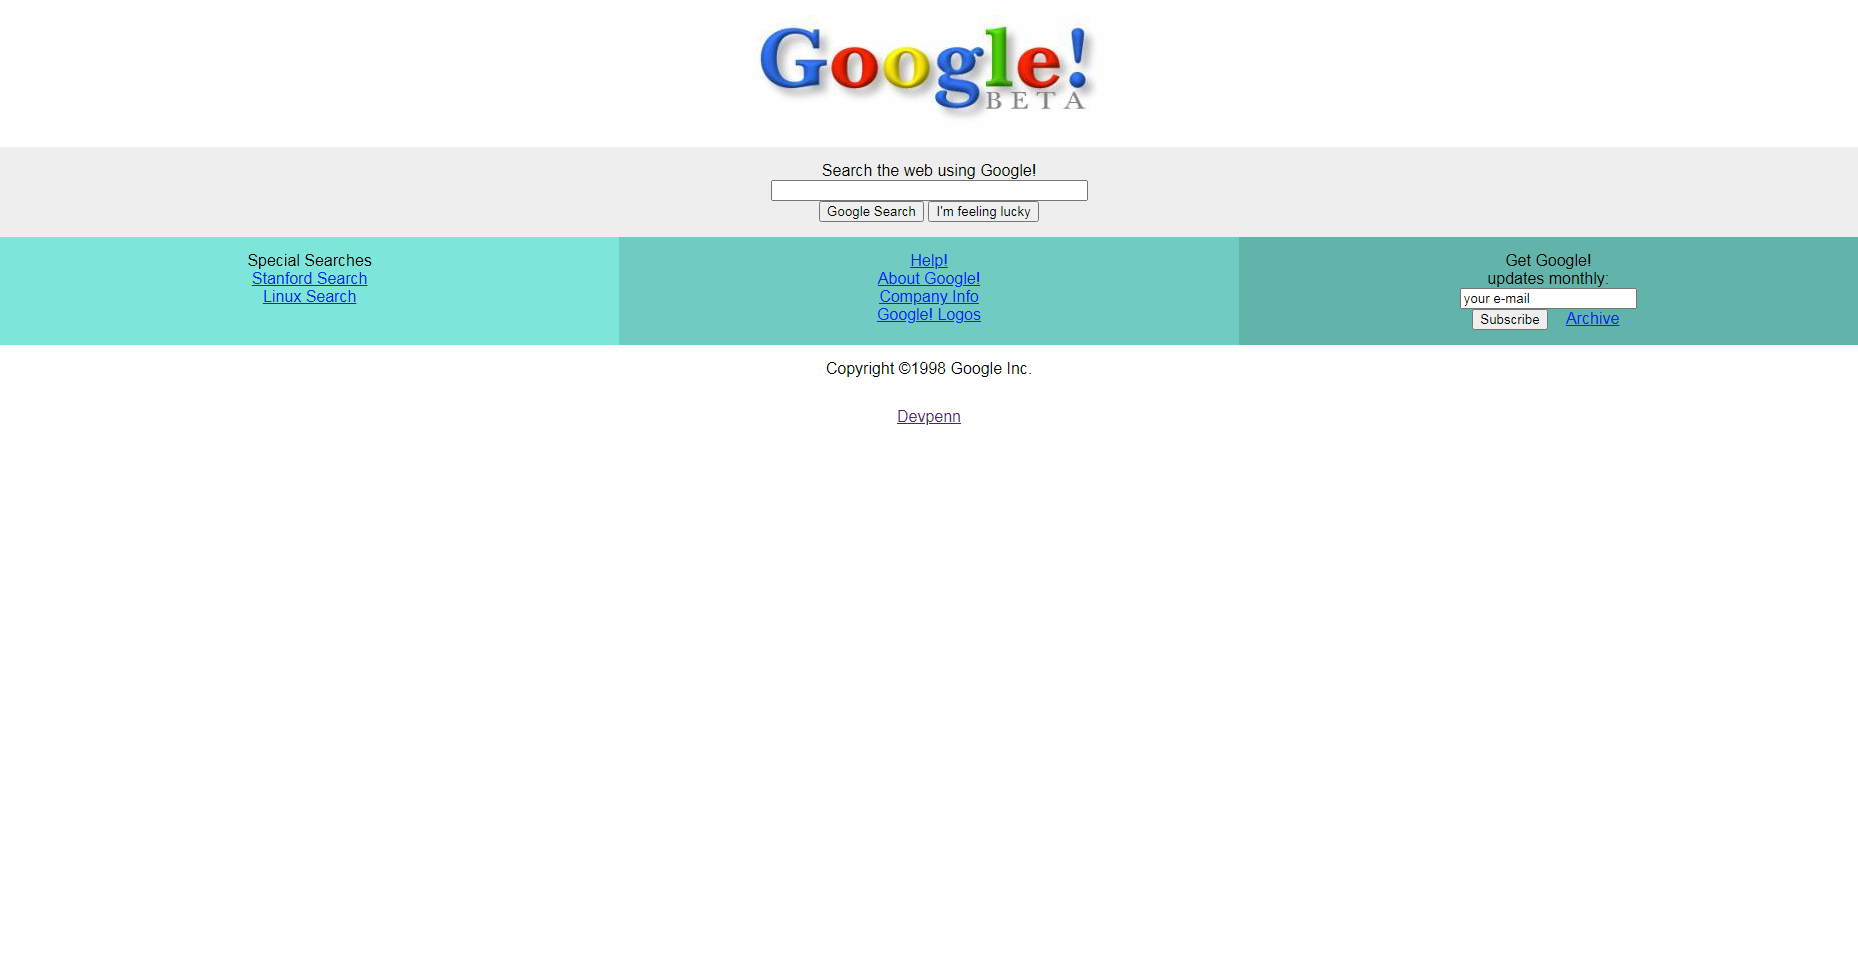 Google!
BETA
Search the web using Google!
Google Search I'm feeling lucky
Special Searches
Stanford Search
Linux Search
Help!
About Google!
Company Info
Google! Logos
Get Google!
updates monthly:
your e-mail
Subscribe Archive
Copyright ©1998 Google Inc.
Devpenn